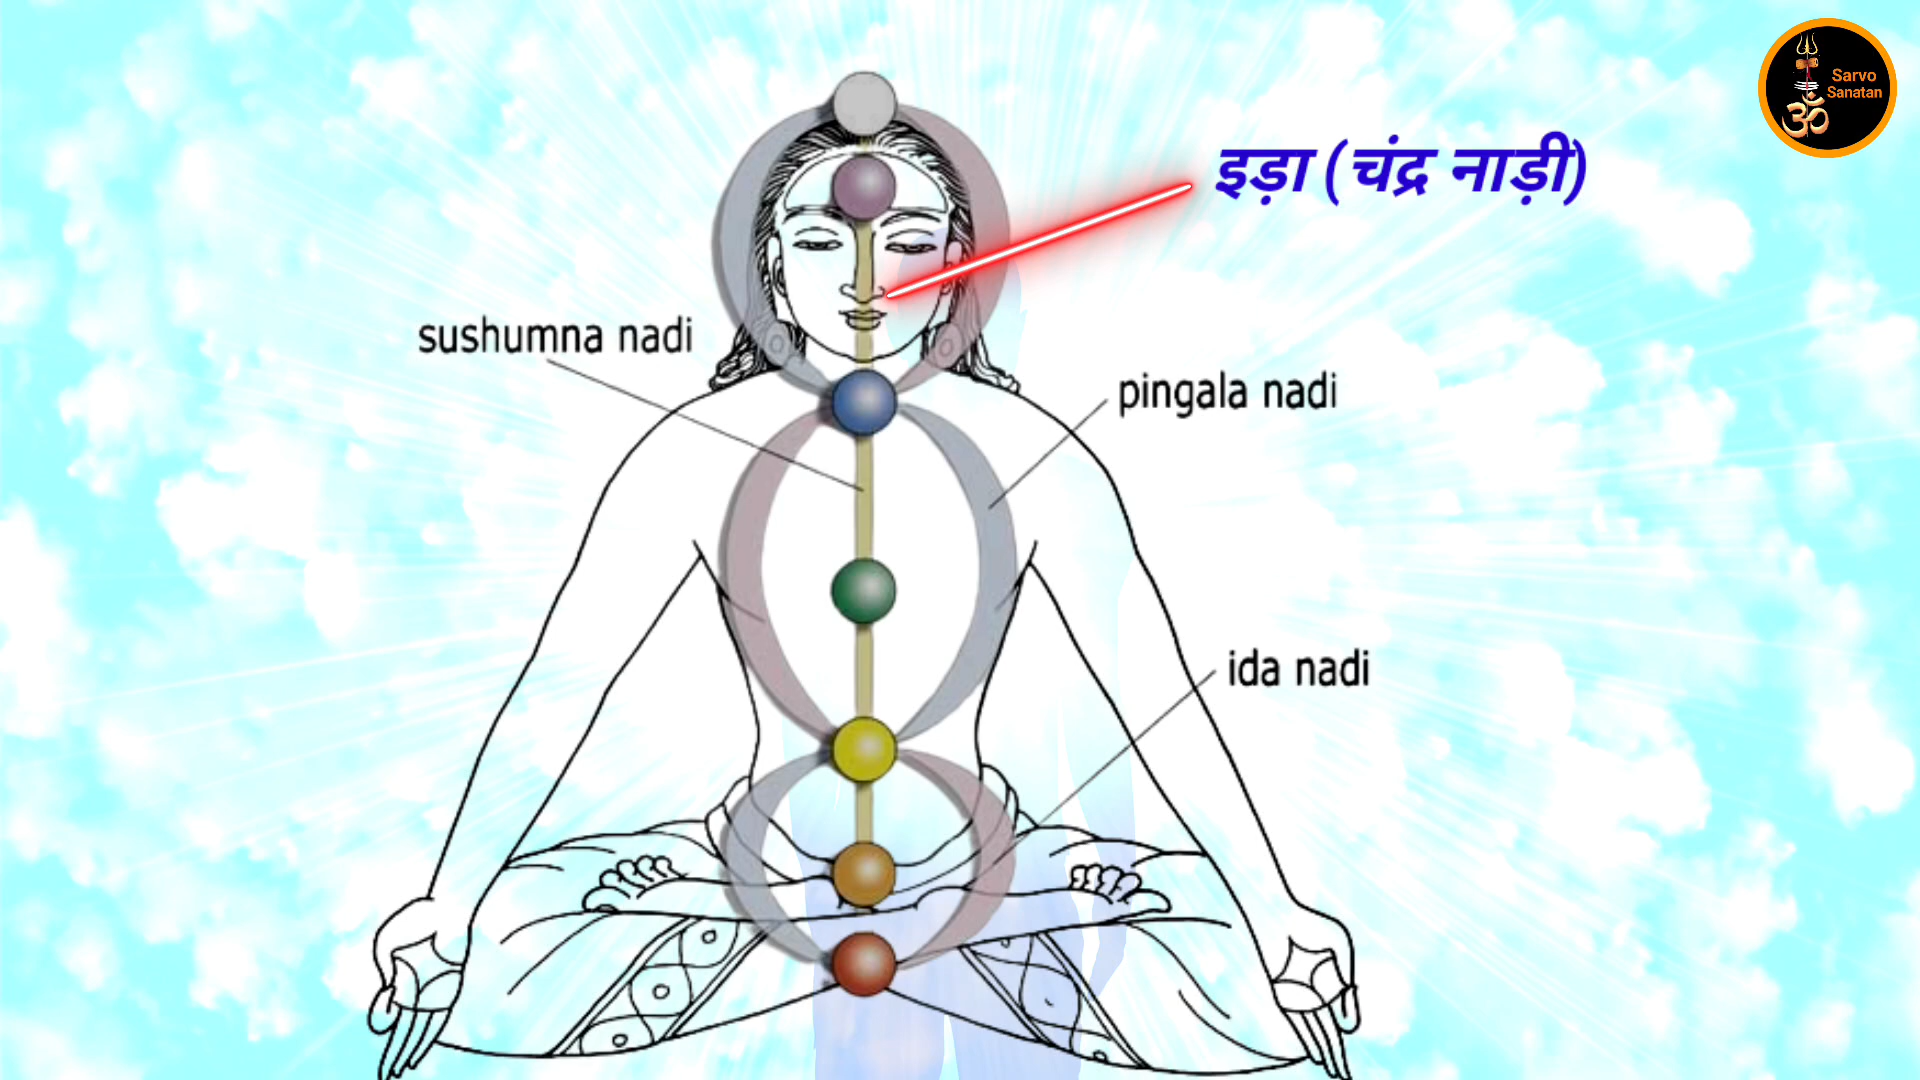 Sarvo
Sanatan
ॐ
इड़ा (चंद्र नाड़ी)
sushumna nadi
pingala nadi
ida nadi